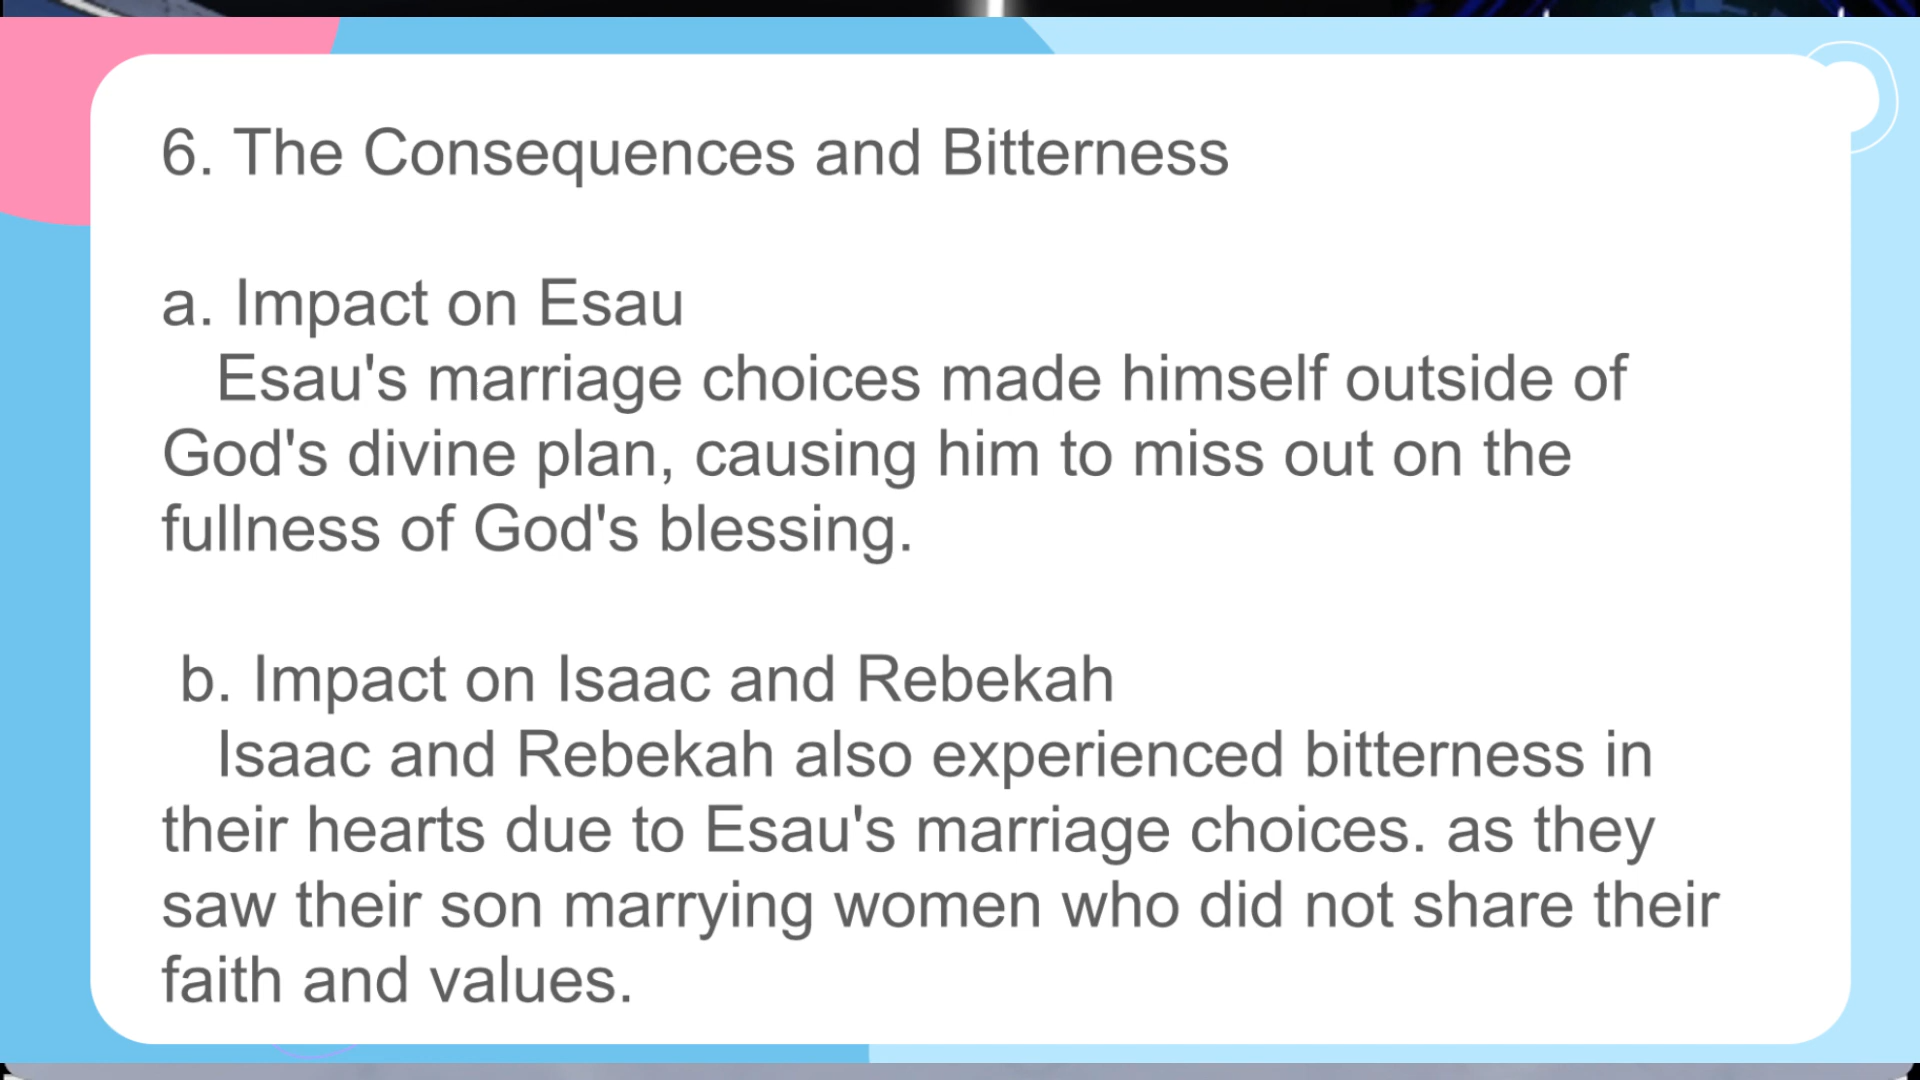 6. The Consequences and Bitterness
a. Impact on Esau
Esau's marriage choices made himself outside of
God's divine plan, causing him to miss out on the
fullness of God's blessing.
b. Impact on Isaac and Rebekah
Isaac and Rebekah also experienced bitterness in
their hearts due to Esau's marriage choices. as they
saw their son marrying women who did not share their
faith and values.